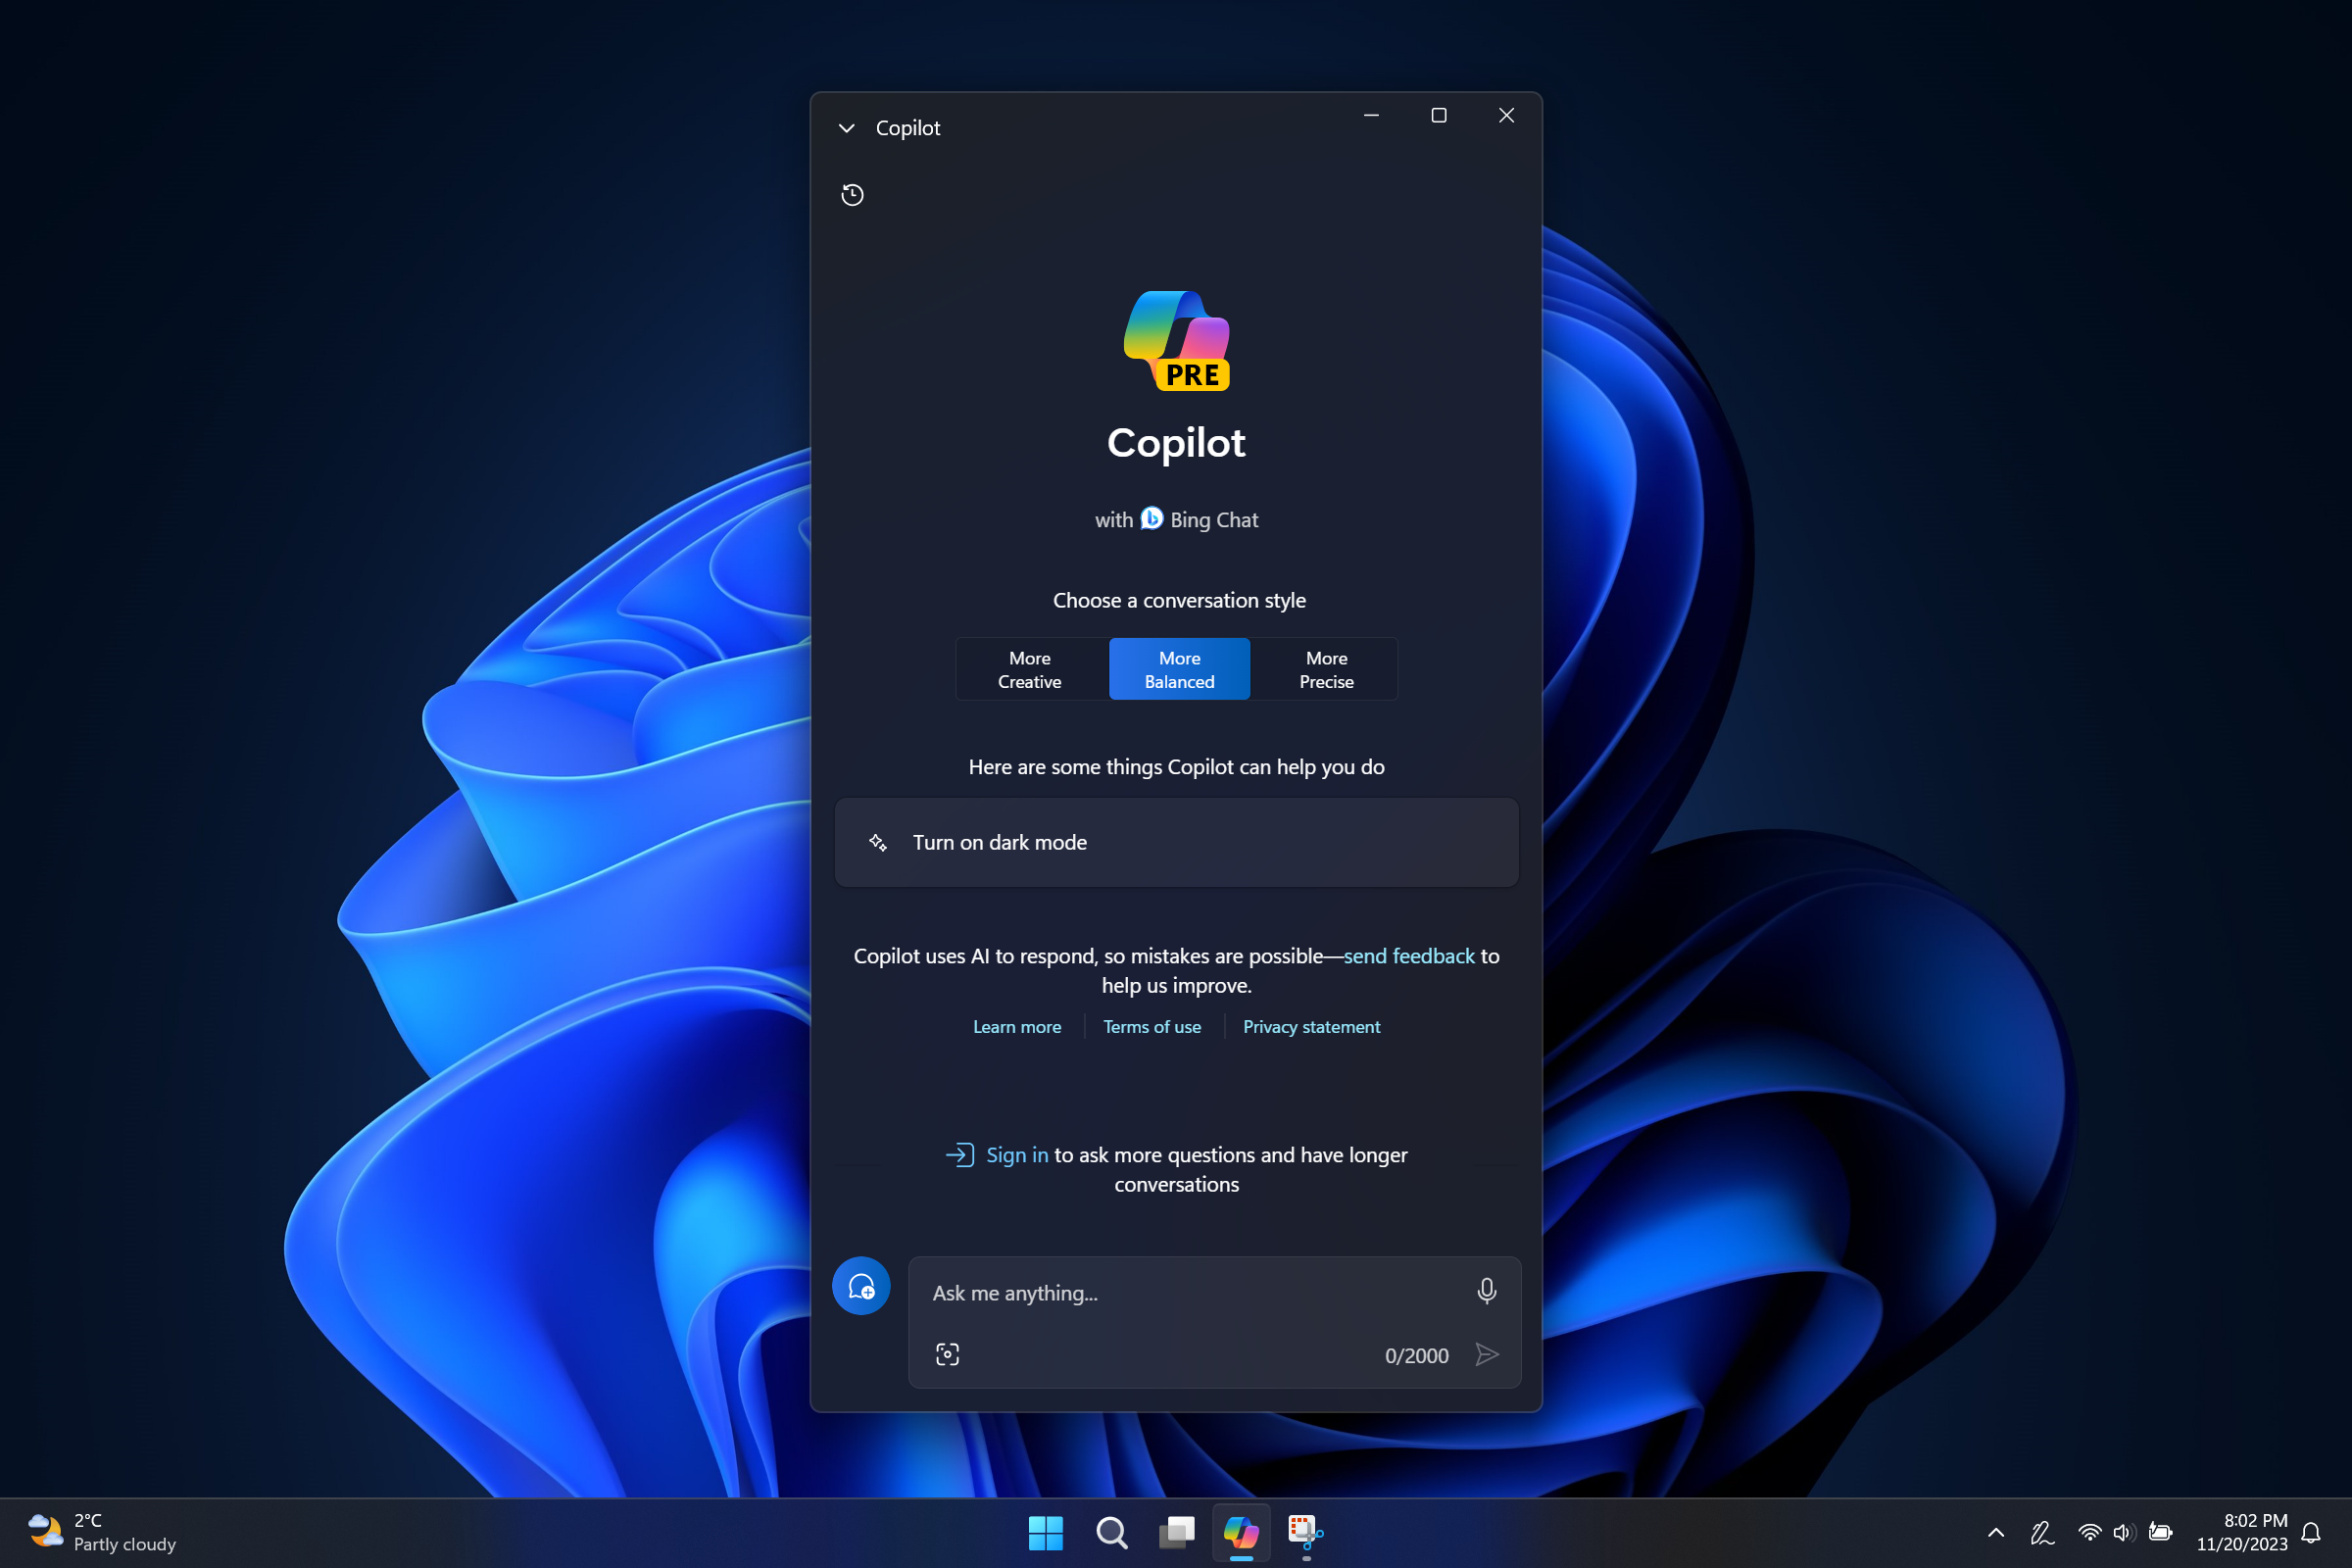 Copilot
PRE
Copilot
with Bing Chat
Choose a conversation style
More
Creative
More
Balanced
More
Precise
Here are some things Copilot can help you do
Turn on dark mode
Copilot uses AI to respond, so mistakes are possible—send feedback to
help us improve.
Learn more
Terms of use
Privacy statement
Sign in to ask more questions and have longer
conversations
Ask me anything...
0/2000
2°C
Partly cloudy
8:02 PM
11/20/2023